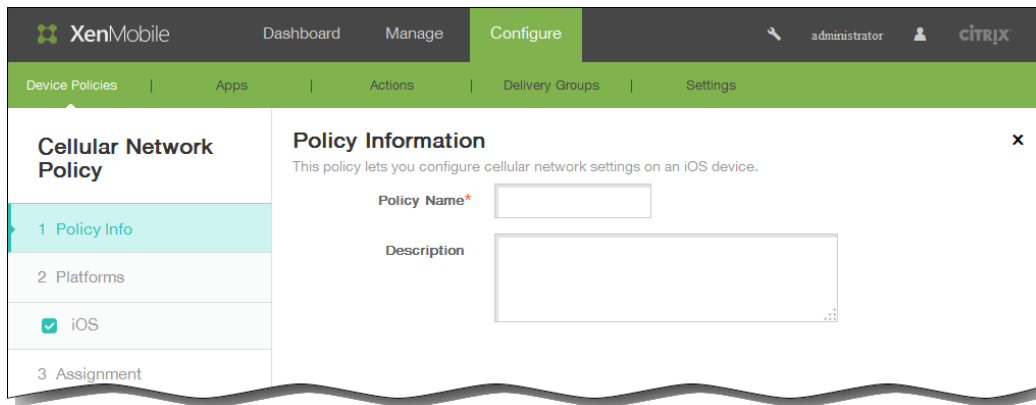 XenMobile Dashboard Manage Configure administrator CITRIX
Device Policies | Apps | Actions | Delivery Groups | Settings
Cellular Network
Policy
1 Policy Info
2 Platforms
iOS
3 Assignment
Policy Information
x
This policy lets you configure cellular network settings on an iOS device.
Policy Name*
Description